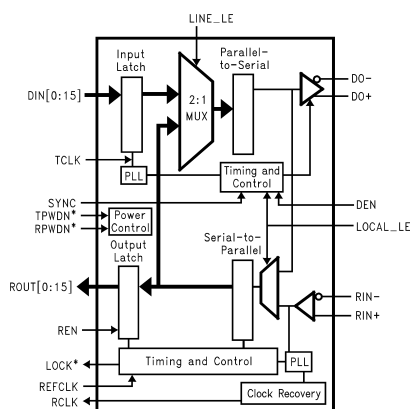 LINE_LE
Input
Latch
Parallel-
to-Serial
DIN[0:15]
2:1
MUX
DO-
DO+
TCLK
PLL
Timing and
Control
SYNC
TPWDN*
RPWDN*
Power
Control
DEN
LOCAL_LE
Output
Latch
Serial-to-
Parallel
ROUT[0:15]
RIN-
RIN+
REN
LOCK*
Timing and Control
PLL
REFCLK
RCLK
Clock Recovery